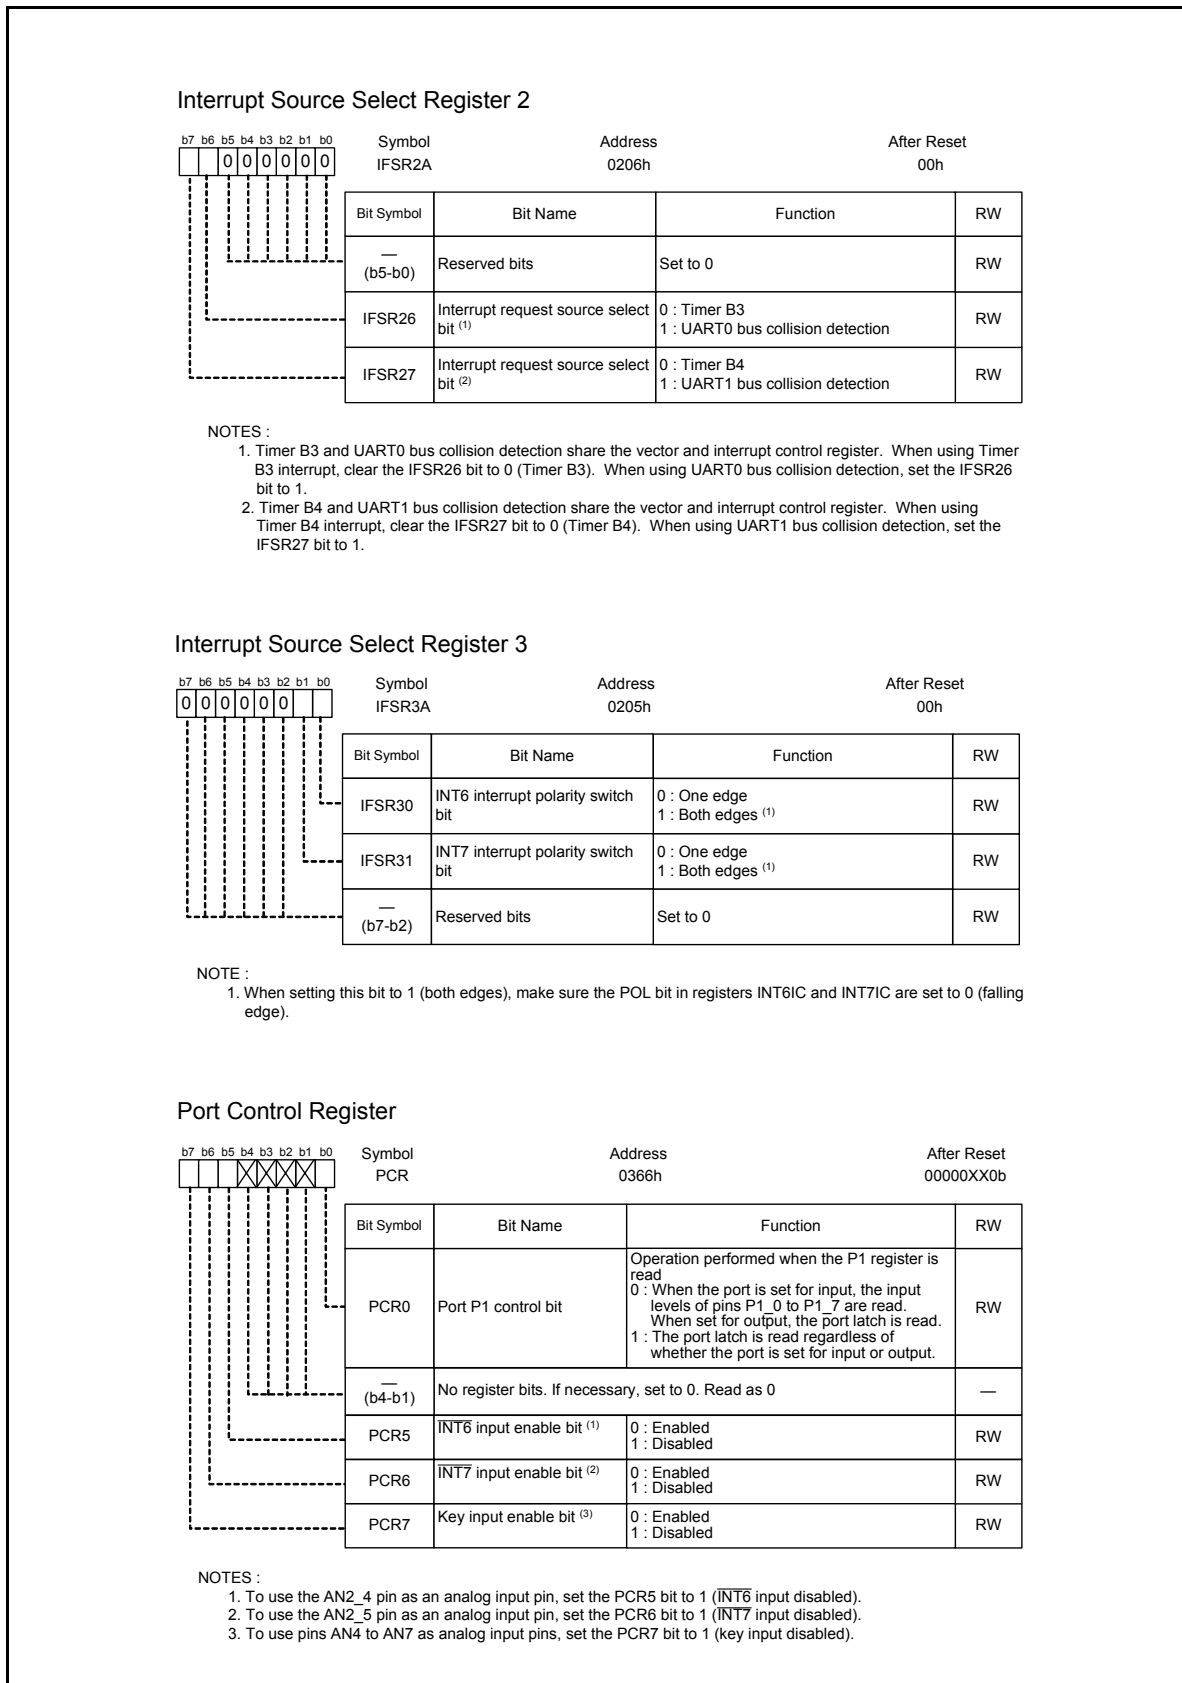 Interrupt Source Select Register 2
b7 b6 b5 b4 b3 b2 b1 b0 Symbol Address After Reset
0 0 0 0 0 0 IFSR2A 0206h 00h
Bit Symbol Bit Name Function RW
—
(b5-b0) Reserved bits Set to 0 RW
IFSR26 Interrupt request source select bit (1) 0 : Timer B3
1 : UART0 bus collision detection RW
IFSR27 Interrupt request source select bit (2) 0 : Timer B4
1 : UART1 bus collision detection RW
NOTES :
1. Timer B3 and UART0 bus collision detection share the vector and interrupt control register. When using Timer
B3 interrupt, clear the IFSR26 bit to 0 (Timer B3). When using UART0 bus collision detection, set the IFSR26
bit to 1.
2. Timer B4 and UART1 bus collision detection share the vector and interrupt control register. When using
Timer B4 interrupt, clear the IFSR27 bit to 0 (Timer B4). When using UART1 bus collision detection, set the
IFSR27 bit to 1.
Interrupt Source Select Register 3
b7 b6 b5 b4 b3 b2 b1 b0 Symbol Address After Reset
0 0 0 0 0 0 IFSR3A 0205h 00h
Bit Symbol Bit Name Function RW
IFSR30 INT6 interrupt polarity switch bit 0 : One edge
1 : Both edges (1) RW
IFSR31 INT7 interrupt polarity switch bit 0 : One edge
1 : Both edges (1) RW
—
(b7-b2) Reserved bits Set to 0 RW
NOTE :
1. When setting this bit to 1 (both edges), make sure the POL bit in registers INT6IC and INT7IC are set to 0 (falling
edge).
Port Control Register
b7 b6 b5 b4 b3 b2 b1 b0 Symbol Address After Reset
PCR 0366h 00000XX0b
Bit Symbol Bit Name Function RW
PCR0 Port P1 control bit Operation performed when the P1 register is
read
0 : When the port is set for input, the input
levels of pins P1_0 to P1_7 are read.
When set for output, the port latch is read.
1 : The port latch is read regardless of
whether the port is set for input or output. RW
—
(b4-b1) No register bits. If necessary, set to 0. Read as 0 —
PCR5 INT6 input enable bit (1) 0 : Enabled
1 : Disabled RW
PCR6 INT7 input enable bit (2) 0 : Enabled
1 : Disabled RW
PCR7 Key input enable bit (3) 0 : Enabled
1 : Disabled RW
NOTES :
1. To use the AN2_4 pin as an analog input pin, set the PCR5 bit to 1 (INT6 input disabled).
2. To use the AN2_5 pin as an analog input pin, set the PCR6 bit to 1 (INT7 input disabled).
3. To use pins AN4 to AN7 as analog input pins, set the PCR7 bit to 1 (key input disabled).